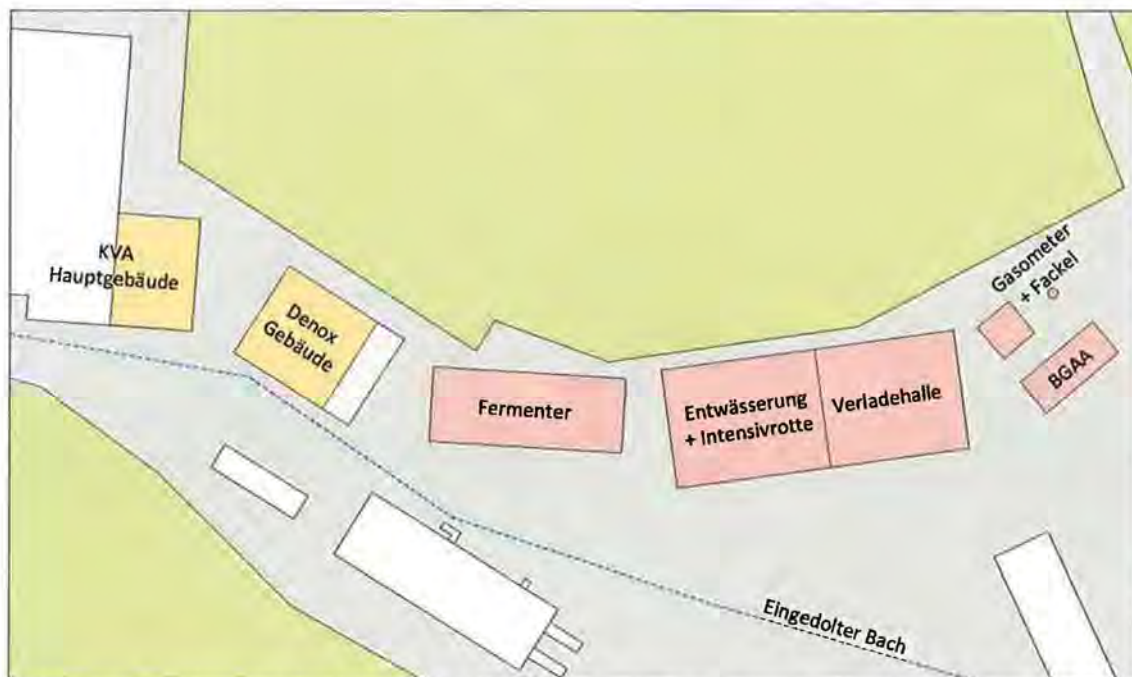 KVA
Hauptgebäude
Denox
Gebäude
Fermenter
Entwässerung
+ Intensivrotte
Verladehalle
Gasometer
+ Fackel
BGAA
Eingedolter Bach